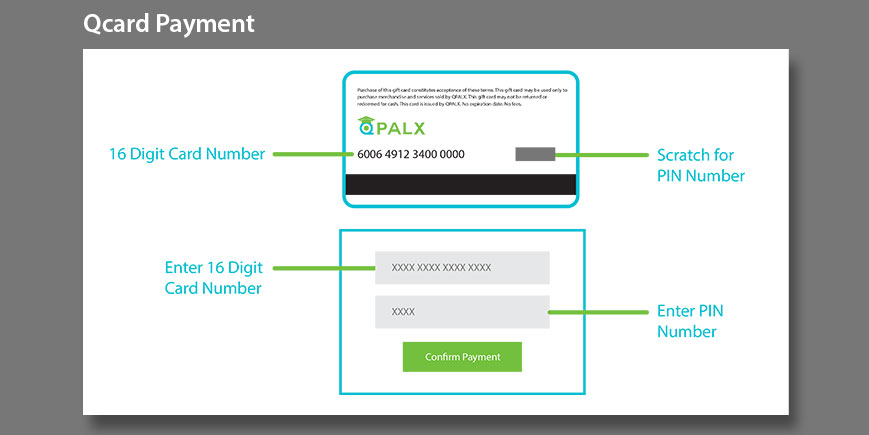 Qcard Payment
Purchase of this gift card constitutes acceptance of these terms. This gift card may be used only to
purchase merchandise and services sold by QPALX. This gift card may not be returned or
redeemed for cash. This card is issued by QPALX. No expiration date. No fees.
QPALX
16 Digit Card Number
6006 4912 3400 0000
Scratch for
PIN Number
Enter 16 Digit
Card Number
XXXX XXXX XXXX XXXX
XXXX
Enter PIN
Number
Confirm Payment